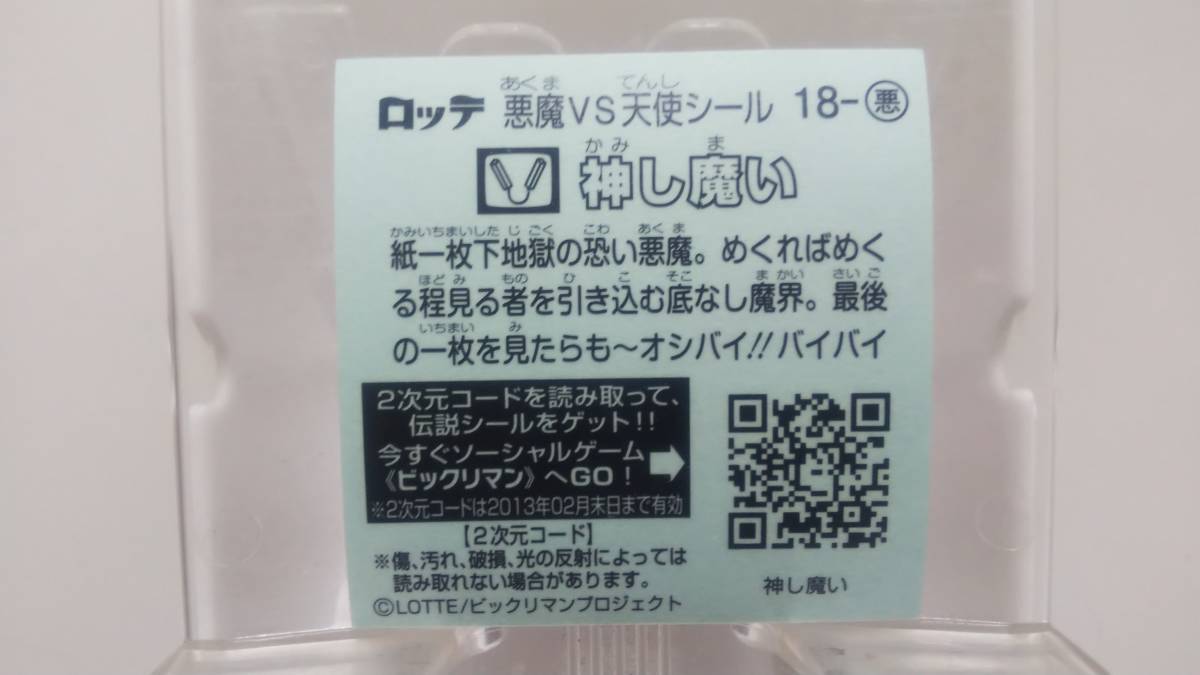 ロッテ 悪魔VS天使シール 18-悪
あくま てんし
神し魔い
かみ ま
かみいちまいした じごく こわ あくま
紙一枚下地獄の恐い悪魔。めくればめく
ほどみ もの ひ こ そこ まかい さいご
る程見る者を引き込む底なし魔界。最後
いちまい み
の一枚を見たらも〜オシバイ!!バイバイ
2次元コードを読み取って、
伝説シールをゲット!!
今すぐソーシャルゲーム
《ビックリマン》へGO!
※2次元コードは2013年02月末日まで有効
【2次元コード】
※傷、汚れ、破損、光の反射によっては
読み取れない場合があります。
©LOTTE/ビックリマンプロジェクト
神し魔い